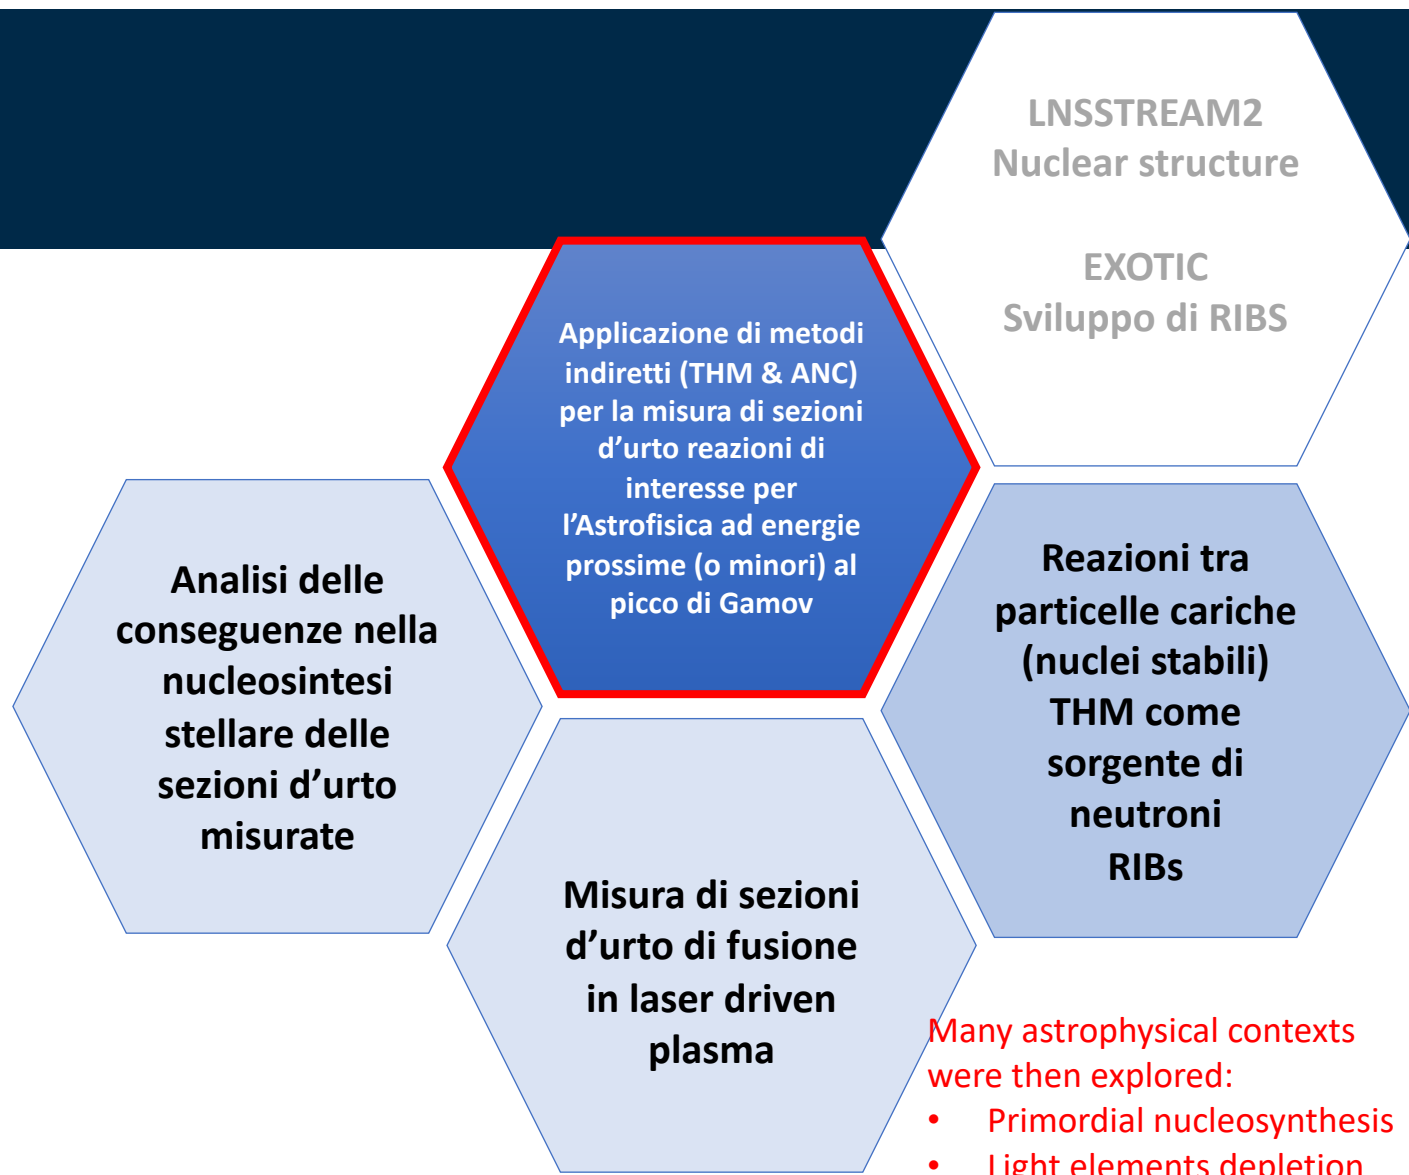 LNSSTREAM2
Nuclear structure
EXOTIC
Sviluppo di RIBS
Applicazione di metodi
indiretti (THM & ANC)
per la misura di sezioni
d’urto reazioni di
interesse per
l’Astrofisica ad energie
prossime (o minori) al
picco di Gamov
Analisi delle
conseguenze nella
nucleosintesi
stellare delle
sezioni d’urto
misurate
Reazioni tra
particelle cariche
(nuclei stabili)
THM come
sorgente di
neutroni
RIBs
Misura di sezioni
d’urto di fusione
in laser driven
plasma
Many astrophysical contexts
were then explored:
• Primordial nucleosynthesis
• Light elements depletion